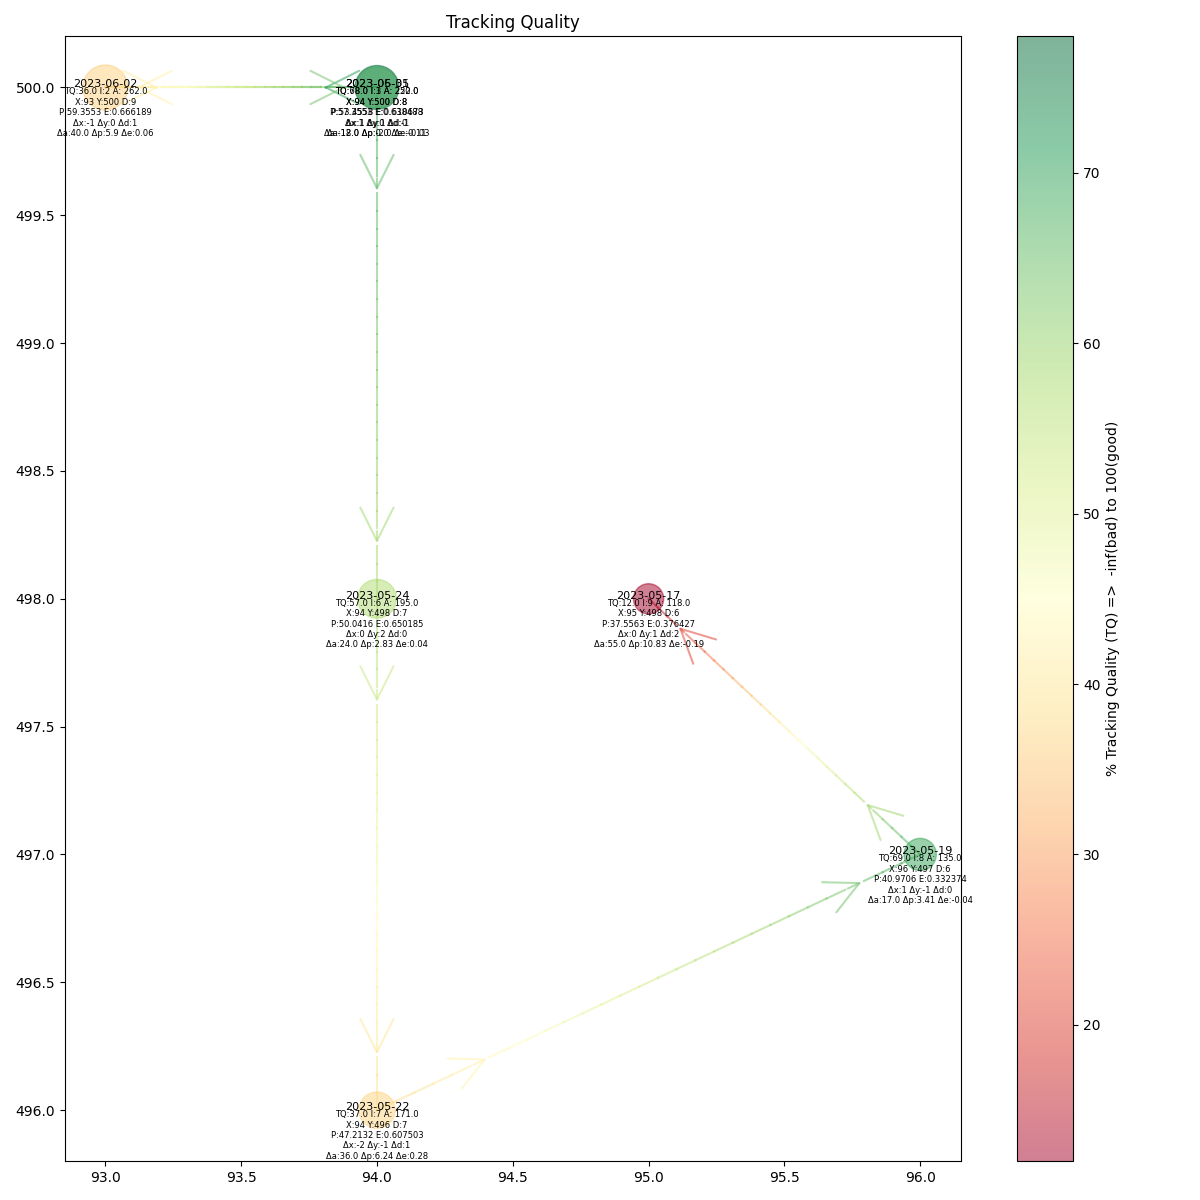 Tracking Quality
500.0
499.5
499.0
498.5
498.0
497.5
497.0
496.5
496.0
2023-06-02
TQ:36.0 I:2 A: 262.0
X:93 Y:500 D:9
P:59.3553 E:0.666189
Δx:-1 Δy:0 Δd:1
Δa:40.0 Δp:5.9 Δe:0.06
X:94 Y:500 D:8
2023-05-24
TQ:57.0 I:6 A: 195.0
X:94 Y:498 D:7
P:50.0416 E:0.650185
Δx:0 Δy:2 Δd:0
Δa:24.0 Δp:2.83 Δe:0.04
2023-05-17
TQ:12.0 I:9 A: 118.0
X:95 Y:498 D:6
P:37.5563 E:0.376427
Δx:0 Δy:1 Δd:2
Δa:55.0 Δp:10.83 Δe:-0.19
2023-05-19
TQ:69.0 I:8 A: 135.0
X:96 Y:497 D:6
P:40.9706 E:0.332374
Δx:1 Δy:-1 Δd:0
Δa:17.0 Δp:3.41 Δe:-0.04
2023-05-22
TQ:37.0 I:7 A: 171.0
X:94 Y:496 D:7
P:47.2132 E:0.607503
Δx:-2 Δy:-1 Δd:1
Δa:36.0 Δp:6.24 Δe:0.28
93.0
93.5
94.0
94.5
95.0
95.5
96.0
70
60
50
40
30
20
% Tracking Quality (TQ) => -inf(bad) to 100(good)